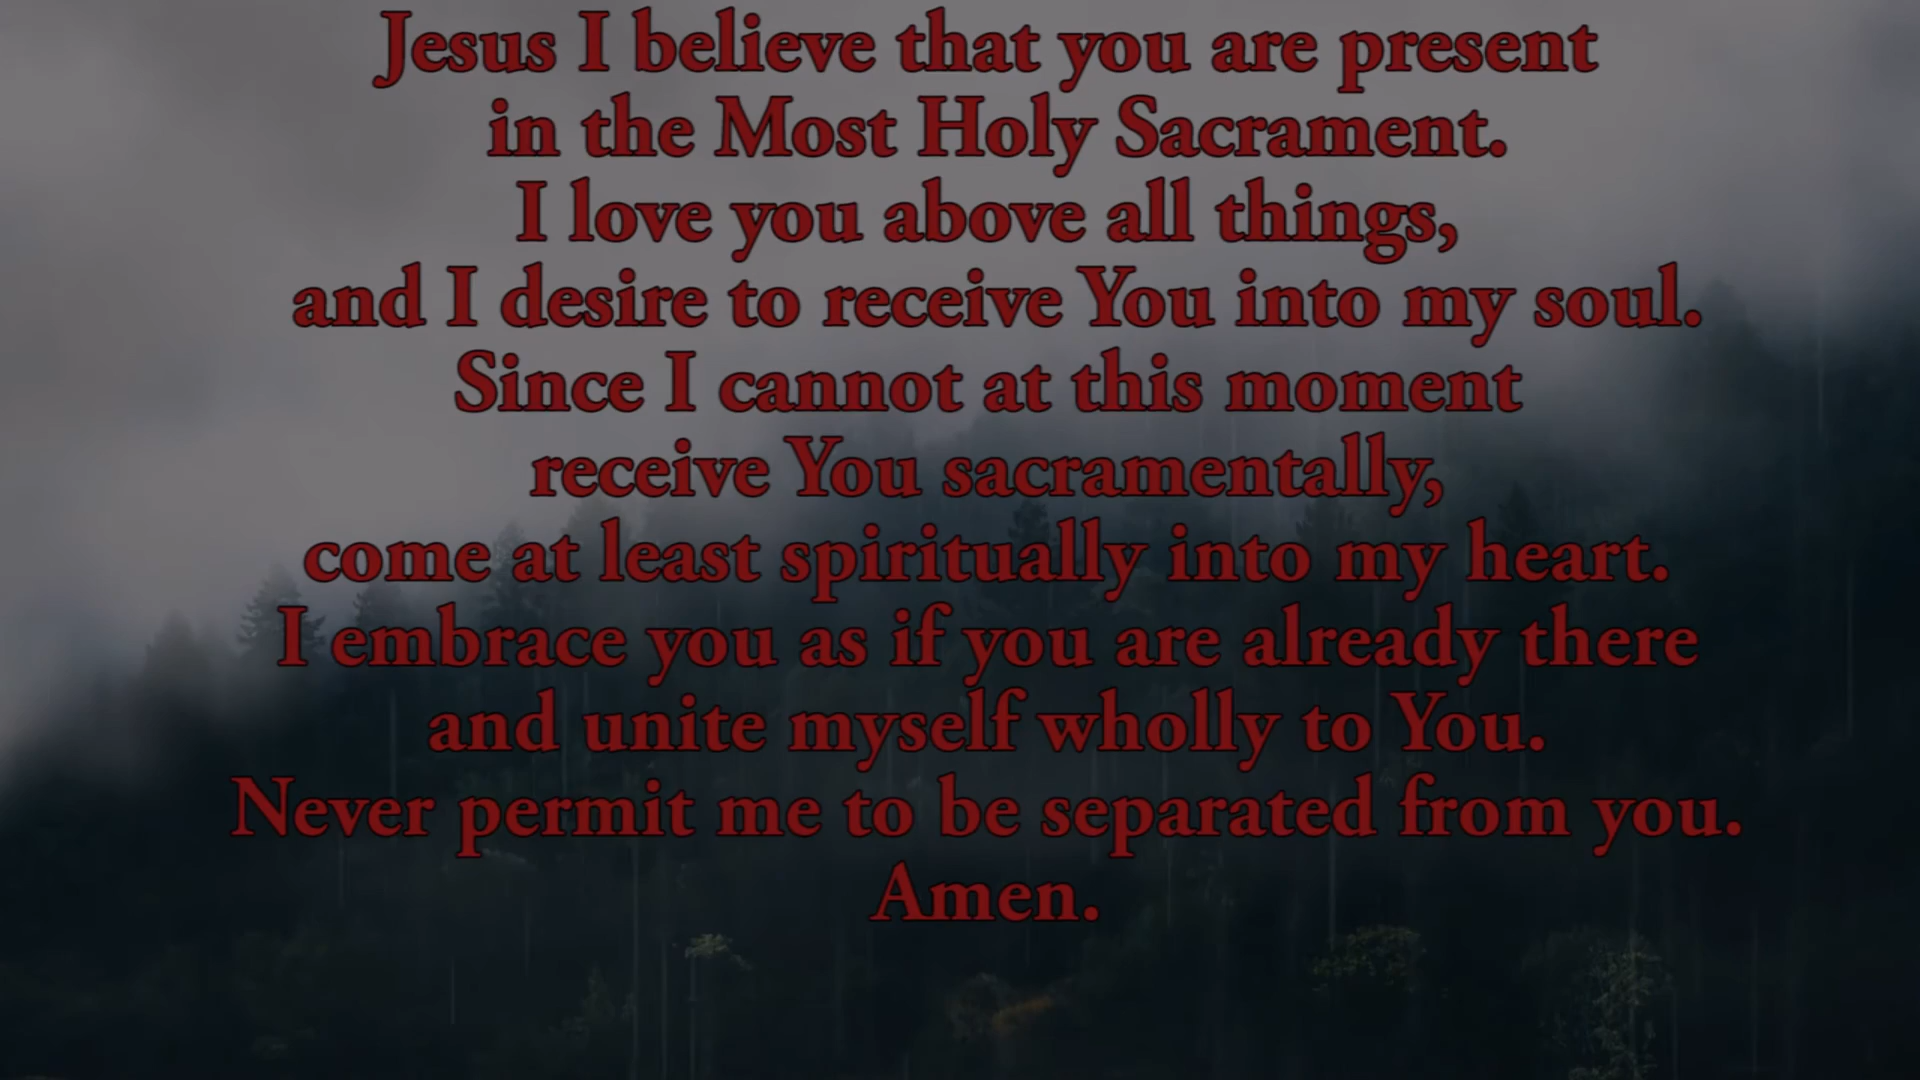 Jesus I believe that you are present
in the Most Holy Sacrament.
I love you above all things,
and I desire to receive You into my soul.
Since I cannot at this moment
receive You sacramentally,
come at least spiritually into my heart.
I embrace you as if you are already there
and unite myself wholly to You.
Never permit me to be separated from you.
Amen.